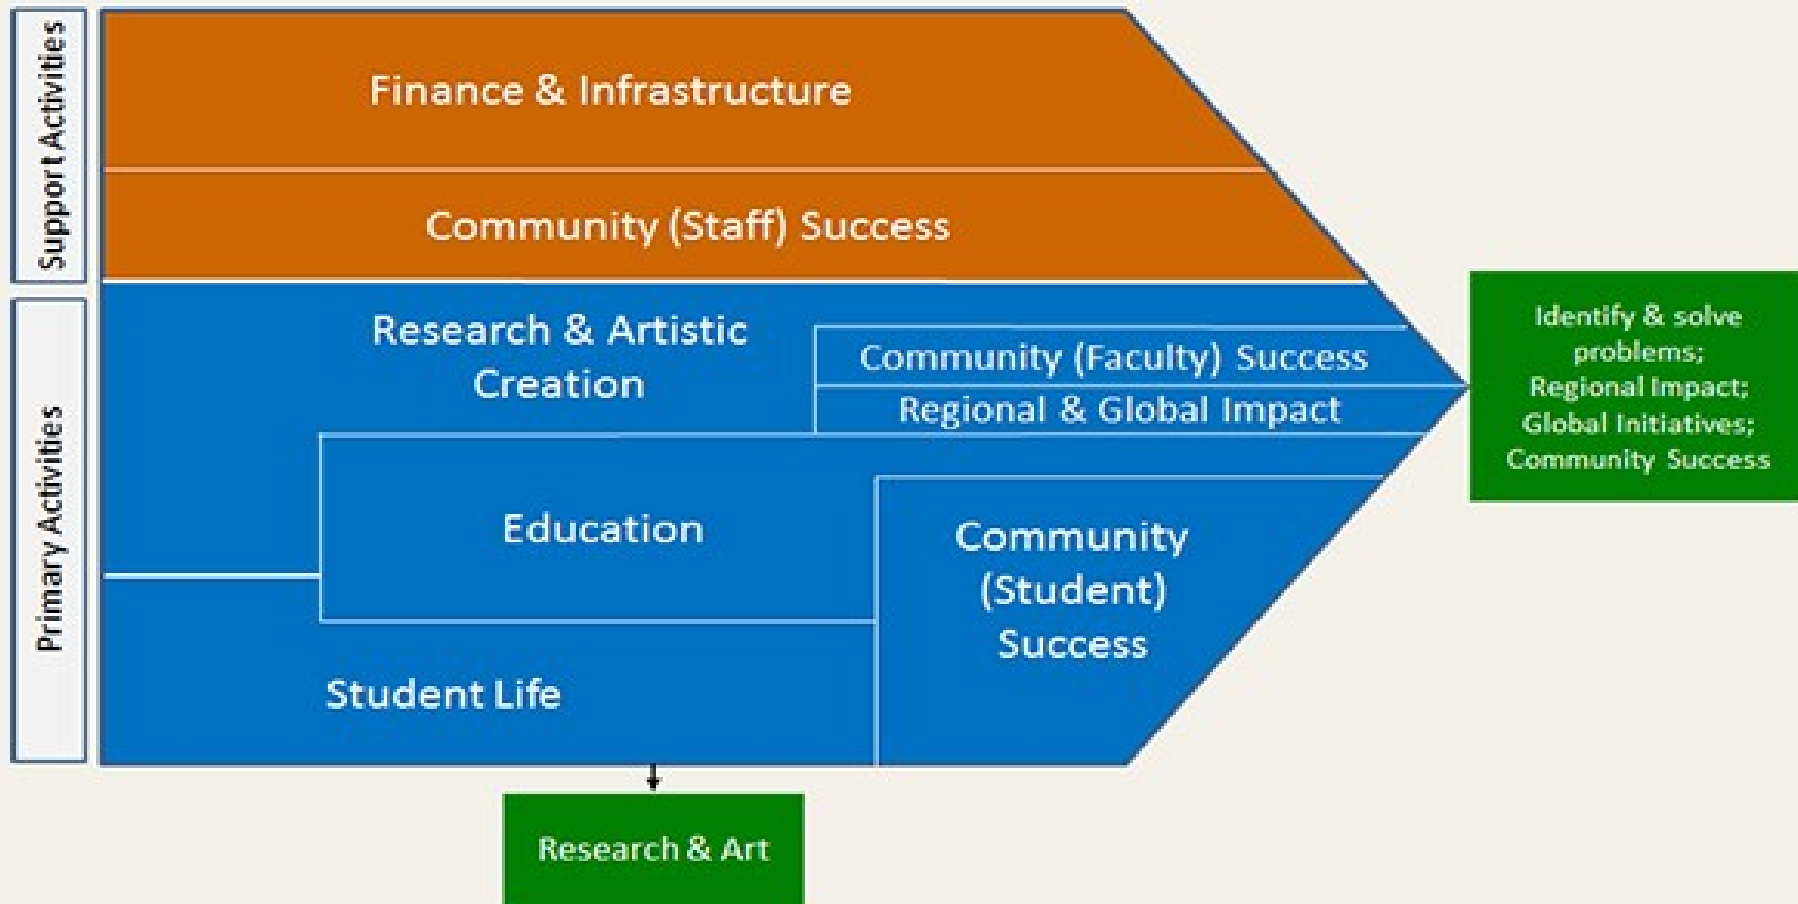 Support Activities
Finance & Infrastructure
Community (Staff) Success
Primary Activities
Research & Artistic
Creation
Community (Faculty) Success
Regional & Global Impact
Education
Community
(Student)
Success
Student Life
Identify & solve
problems;
Regional Impact;
Global Initiatives;
Community Success
Research & Art